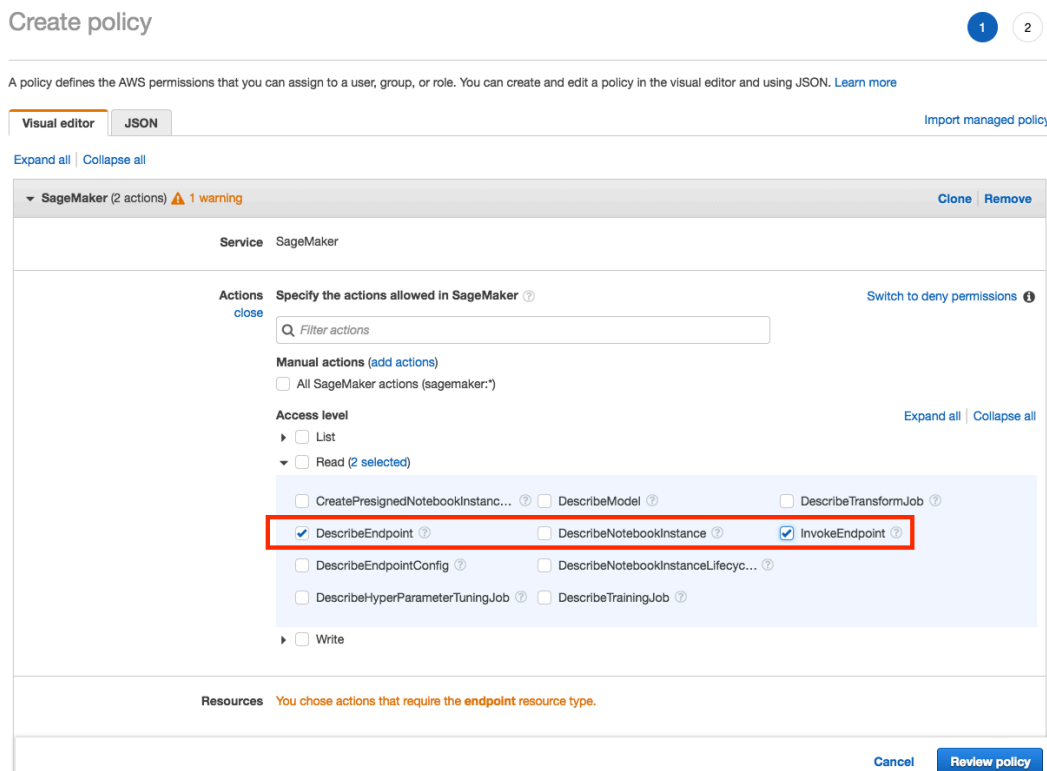 Create policy
1 2
A policy defines the AWS permissions that you can assign to a user, group, or role. You can create and edit a policy in the visual editor and using JSON. Learn more
Visual editor JSON Import managed policy
Expand all Collapse all
SageMaker (2 actions) 1 warning Clone Remove
Service SageMaker
Actions Specify the actions allowed in SageMaker ? Switch to deny permissions i
close
Filter actions
Manual actions (add actions)
All SageMaker actions (sagemaker:*)
Access level Expand all Collapse all
List
Read (2 selected)
CreatePresignedNotebookInstanc... ? DescribeModel ? DescribeTransformJob ?
DescribeEndpoint ? DescribeNotebookInstance ? InvokeEndpoint ?
DescribeEndpointConfig ? DescribeNotebookInstanceLifecyc... ?
DescribeHyperParameterTuningJob ? DescribeTrainingJob ?
Write
Resources You chose actions that require the endpoint resource type.
Cancel Review policy